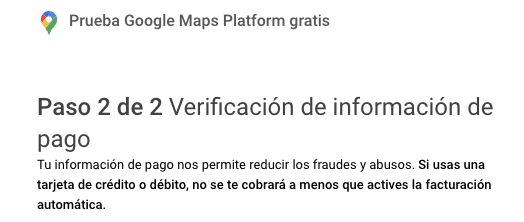 Prueba Google Maps Platform gratis
Paso 2 de 2 Verificación de información de
pago
Tu información de pago nos permite reducir los fraudes y abusos. Si usas una
tarjeta de crédito o débito, no se te cobrará a menos que actives la facturación
automática.